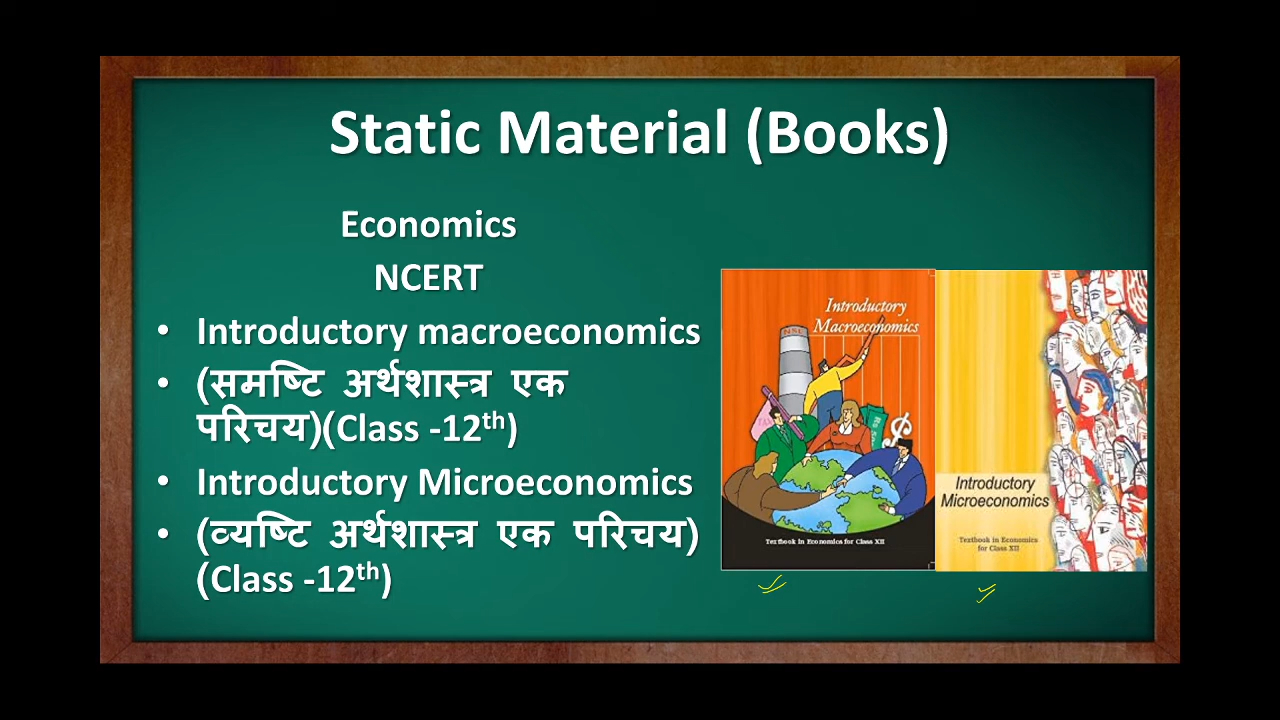 Static Material (Books)
Economics
NCERT
• Introductory macroeconomics
• (समष्टि अर्थशास्त्र एक
परिचय)(Class -12th)
• Introductory Microeconomics
• (व्यष्टि अर्थशास्त्र एक परिचय)
(Class -12th)
Introductory
Macroeconomics
Textbook in Economics for Class XII
Introductory
Microeconomics
Textbook in Economics
for Class XII